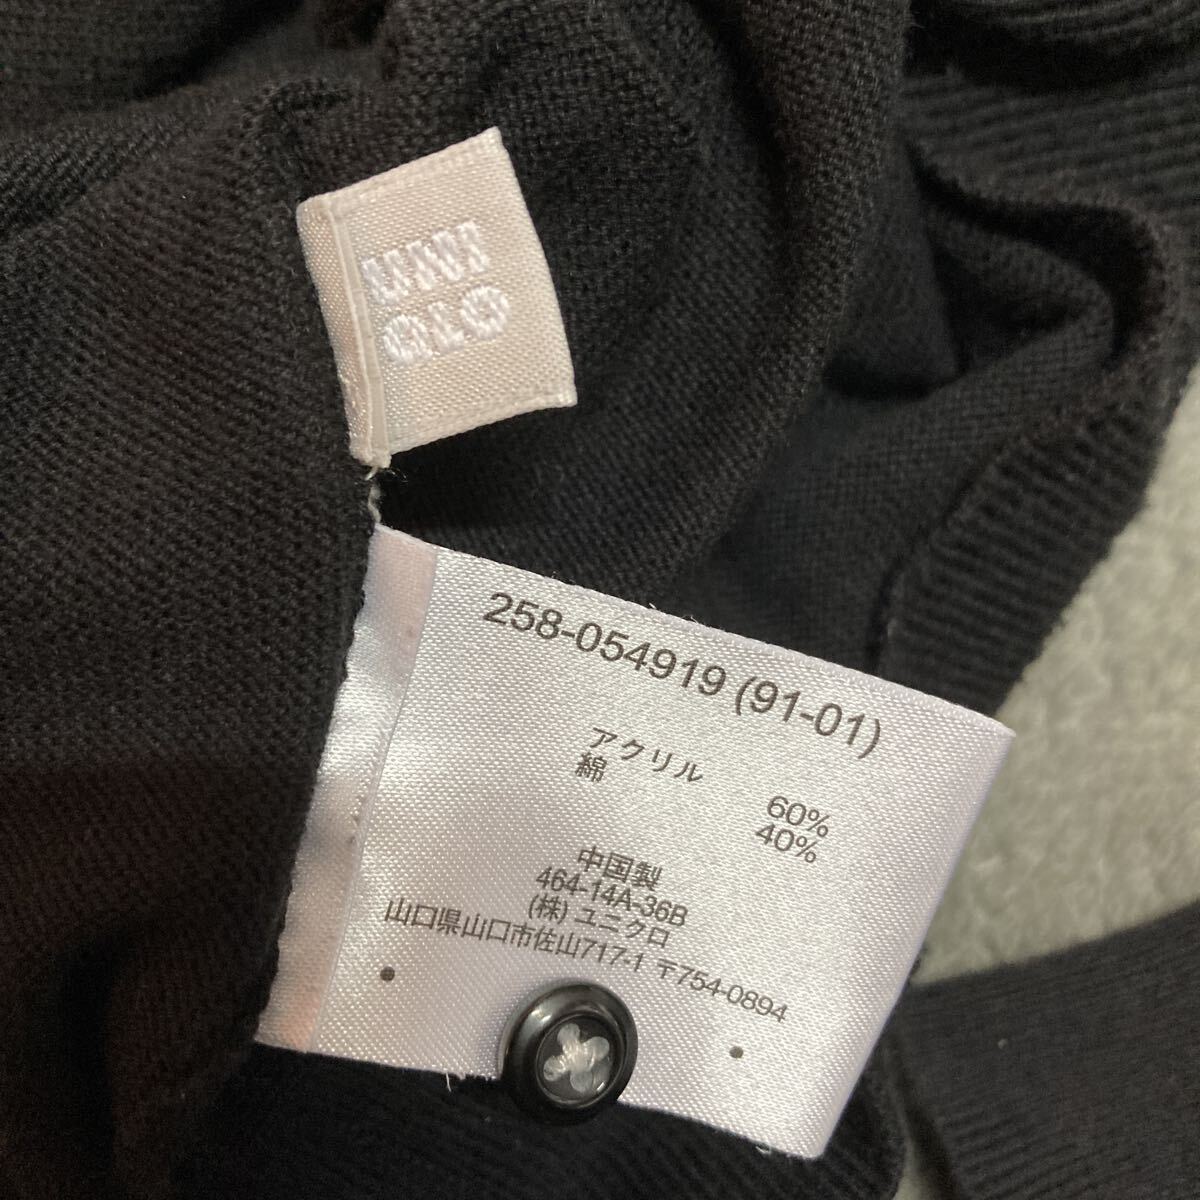 UNI
QLO
258-054919 (91-01)
アクリル 60%
綿 40%
中国製
464-14A-36B
(株) ユニクロ
山口県山口市佐山717-1 〒754-0894